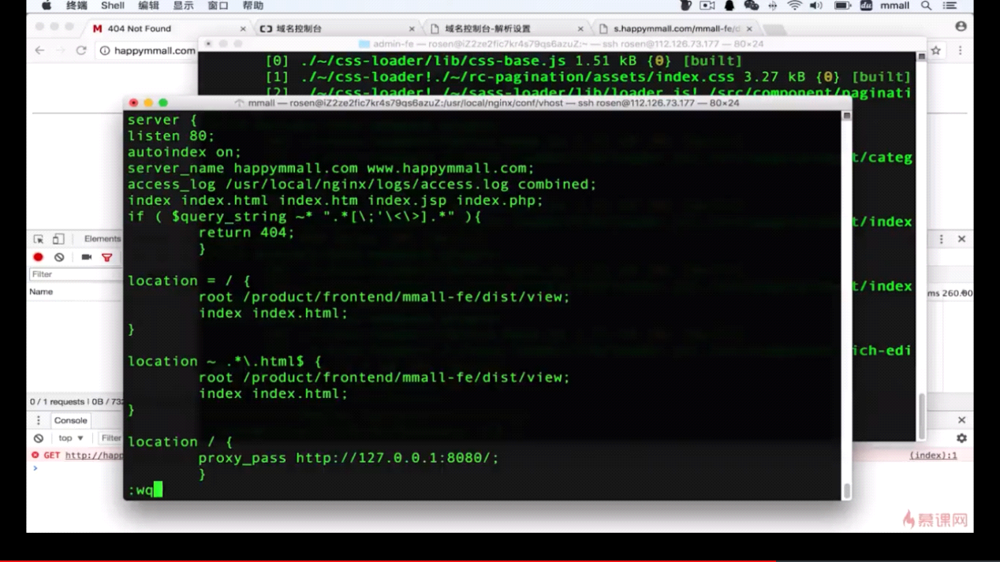 终端 Shell 编辑 显示 窗口 帮助 mmall
404 Not Found 域名控制台 域名控制台-解析设置 s.happymmall.com/mmall-fe/d
happymmall.com
admin-fe — rosen@iZ2ze2fic7kr4s79qs6azuZ:~ — ssh rosen@112.126.73.177 — 80×24
[0] ./~/css-loader/lib/css-base.js 1.51 kB {0} [built]
[1] ./~/css-loader!./~/rc-pagination/assets/index.css 3.27 kB {0} [built]
[2] ./~/css-loader!./~/sass-loader/lib/loader.js!./src/component/paginati
mmall — rosen@iZ2ze2fic7kr4s79qs6azuZ:/usr/local/nginx/conf/vhost — ssh rosen@112.126.73.177 — 80×24
server {
listen 80;
autoindex on;
server_name happymmall.com www.happymmall.com;
access_log /usr/local/nginx/logs/access.log combined;
index index.html index.htm index.jsp index.php;
if ( $query_string ~* ".*[\;'\<\>].*" ){
return 404;
}
location = / {
root /product/frontend/mmall-fe/dist/view;
index index.html;
}
location ~ .*\.html$ {
root /product/frontend/mmall-fe/dist/view;
index index.html;
}
location / {
proxy_pass http://127.0.0.1:8080/;
}
:wq
t/categ
t/index
t/index
ich-edi
Elements
Filter
Name
ms 260.00
0 / 1 requests | 0B / 732
Console
top ▼ Filter
GET http://happ
(index):1
慕课网